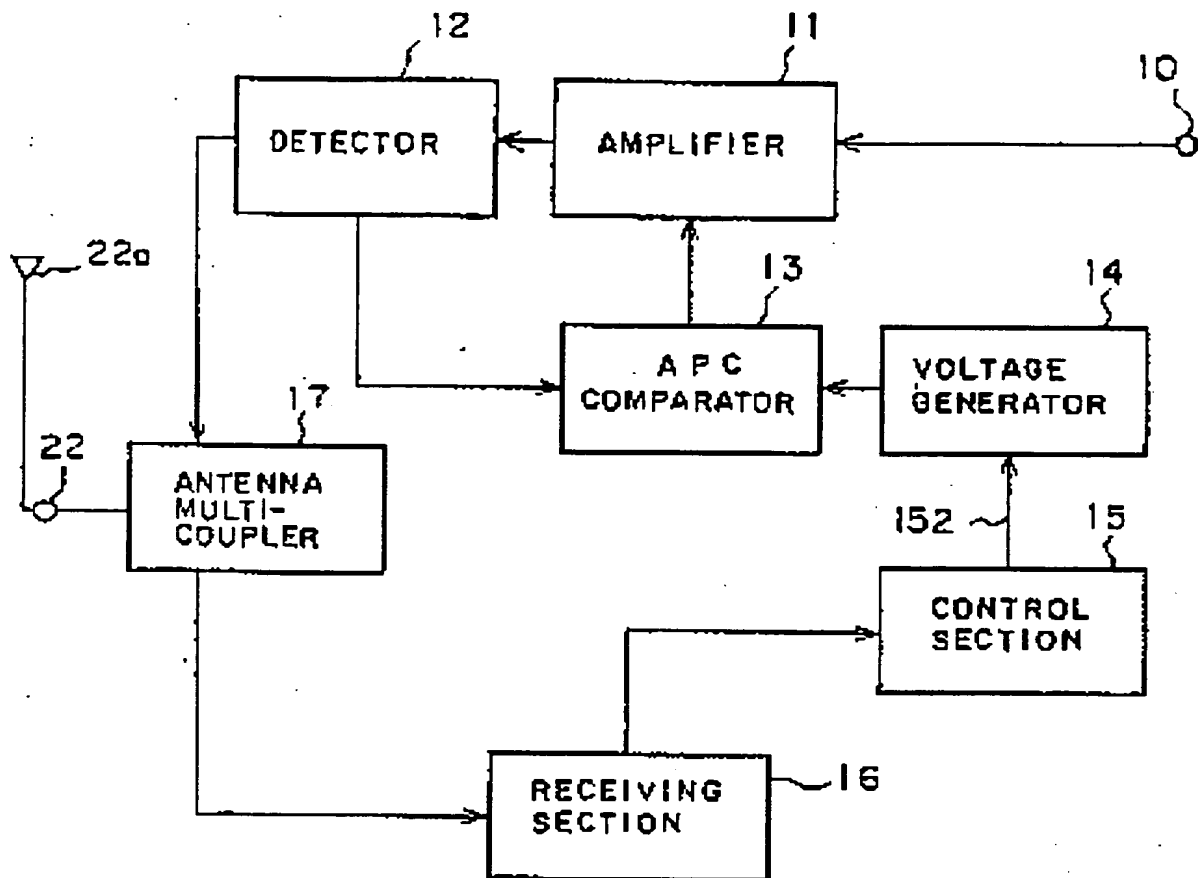 12
11
10
DETECTOR
AMPLIFIER
22a
13
14
A P C
COMPARATOR
VOLTAGE
GENERATOR
17
22
ANTENNA
MULTI-
COUPLER
152
15
CONTROL
SECTION
RECEIVING
SECTION
16